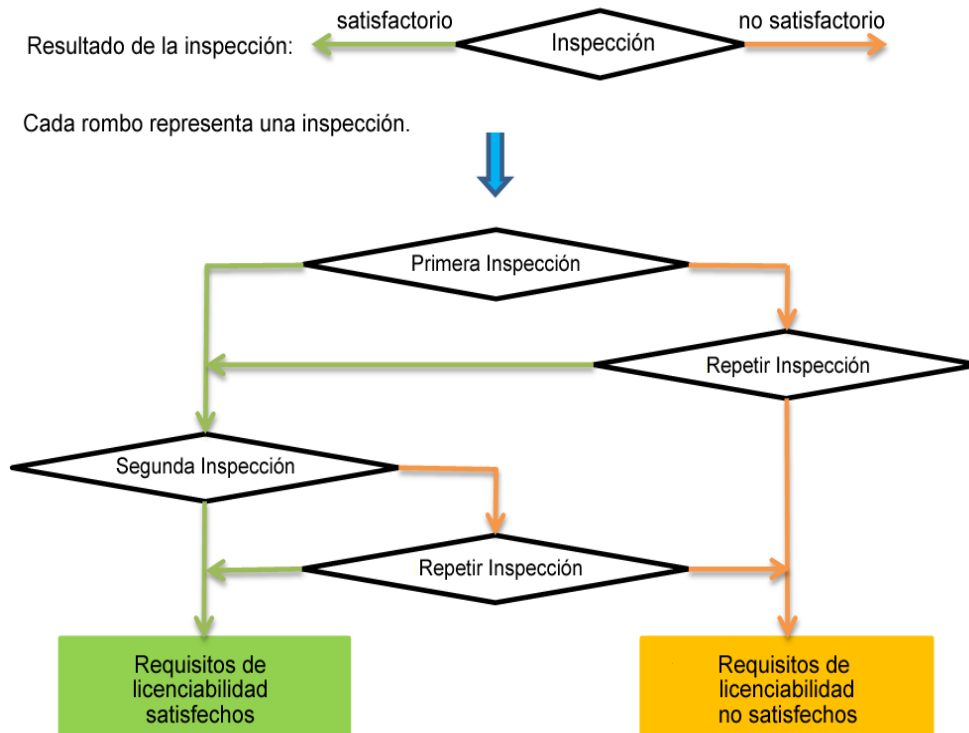 satisfactorio
no satisfactorio
Resultado de la inspección:
Inspección
Cada rombo representa una inspección.
Primera Inspección
Repetir Inspección
Segunda Inspección
Repetir Inspección
Requisitos de
licenciabilidad
satisfechos
Requisitos de
licenciabilidad
no satisfechos